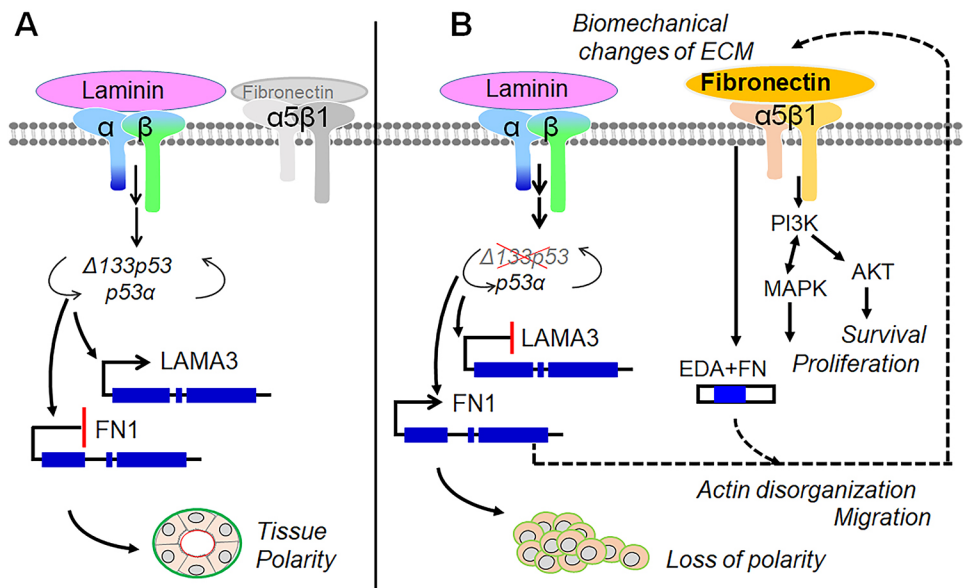 A
Laminin
Fibronectin
α β
α5β1
Δ133p53
p53α
LAMA3
FN1
Tissue
Polarity
B
Biomechanical
changes of ECM
Laminin
Fibronectin
α β
α5β1
PI3K
Δ133p53
p53α
MAPK
AKT
LAMA3
Survival
Proliferation
EDA+FN
FN1
Actin disorganization
Migration
Loss of polarity